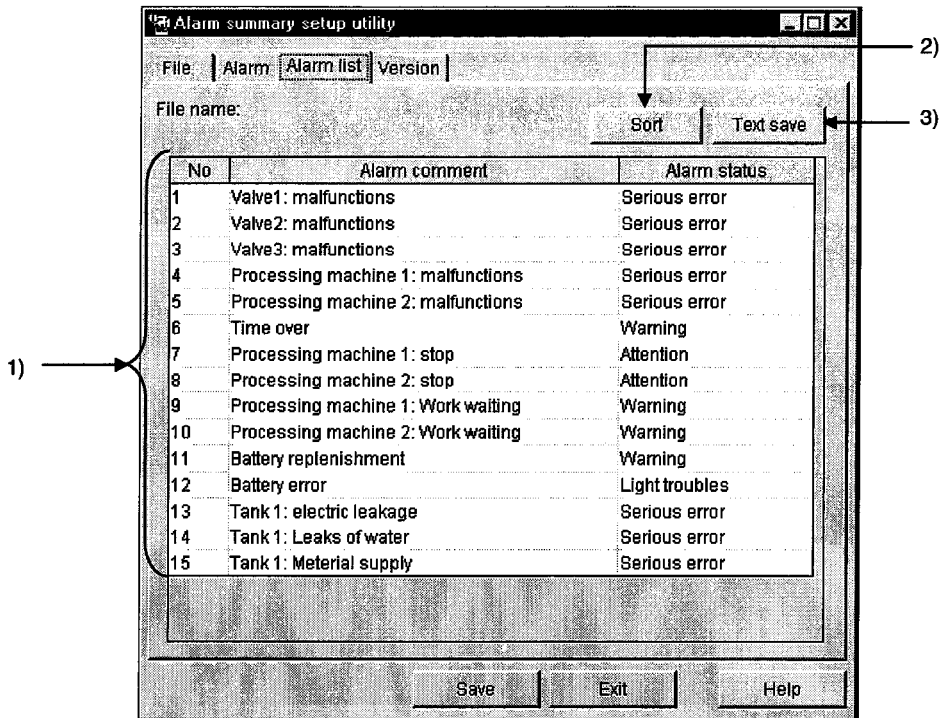 Alarm summary setup utility
2)
File Alarm Alarm list Version
File name:
Sort Text save
3)
No Alarm comment Alarm status
1 Valve1: malfunctions Serious error
2 Valve2: malfunctions Serious error
3 Valve3: malfunctions Serious error
4 Processing machine 1: malfunctions Serious error
5 Processing machine 2: malfunctions Serious error
6 Time over Warning
1)
7 Processing machine 1: stop Attention
8 Processing machine 2: stop Attention
9 Processing machine 1: Work waiting Warning
10 Processing machine 2: Work waiting Warning
11 Battery replenishment Warning
12 Battery error Light troubles
13 Tank 1: electric leakage Serious error
14 Tank 1: Leaks of water Serious error
15 Tank 1: Meterial supply Serious error
Save Exit Help